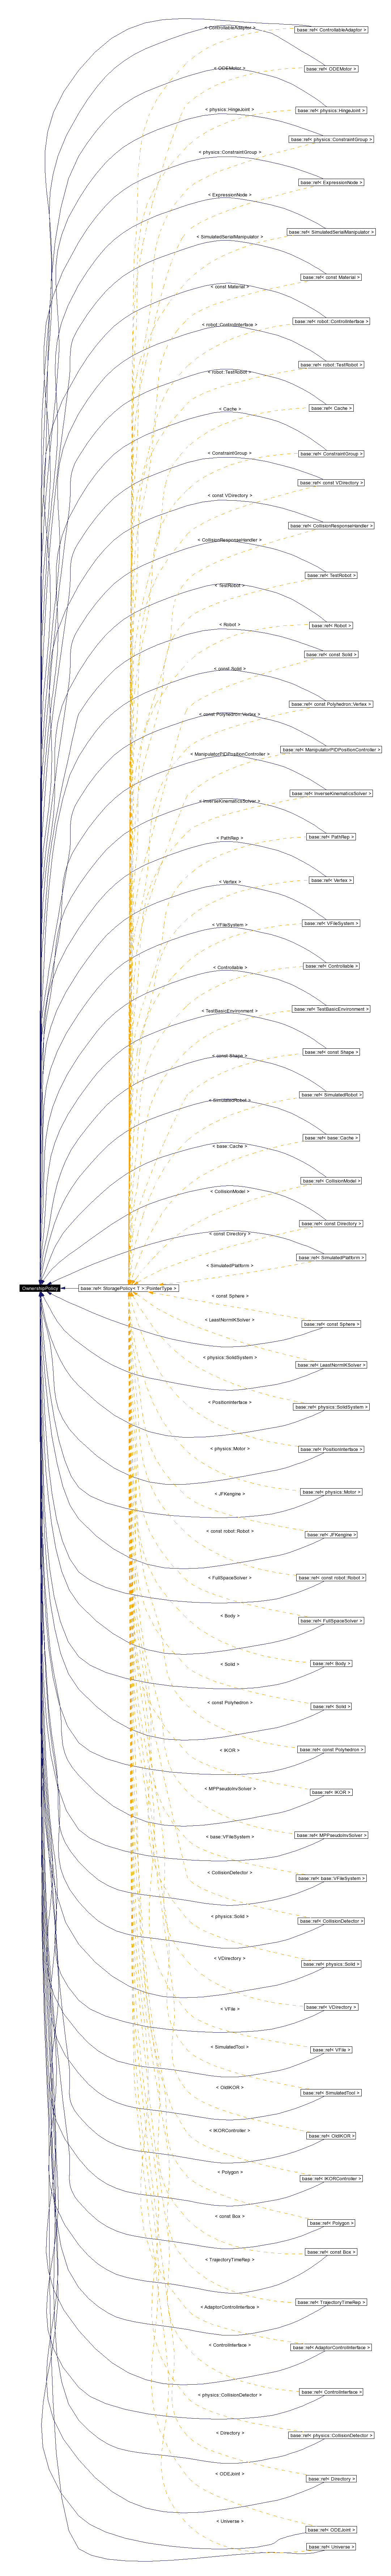 < ControllableAdaptor >
base::ref< ControllableAdaptor >
< ODEMotor >
base::ref< ODEMotor >
< physics::HingeJoint >
base::ref< physics::HingeJoint >
< physics::ConstraintGroup >
base::ref< physics::ConstraintGroup >
< ExpressionNode >
base::ref< ExpressionNode >
< SimulatedSerialManipulator >
base::ref< SimulatedSerialManipulator >
< const Material >
base::ref< const Material >
< robot::ControlInterface >
base::ref< robot::ControlInterface >
< robot::TestRobot >
base::ref< robot::TestRobot >
< Cache >
base::ref< Cache >
< ConstraintGroup >
base::ref< ConstraintGroup >
< const VDirectory >
base::ref< const VDirectory >
< CollisionResponseHandler >
base::ref< CollisionResponseHandler >
< TestRobot >
base::ref< TestRobot >
< Robot >
base::ref< Robot >
< const Solid >
base::ref< const Solid >
< const Polyhedron::Vertex >
base::ref< const Polyhedron::Vertex >
< ManipulatorPIDPositionController >
base::ref< ManipulatorPIDPositionController >
< InverseKinematicsSolver >
base::ref< InverseKinematicsSolver >
< PathRep >
base::ref< PathRep >
< Vertex >
base::ref< Vertex >
< VFileSystem >
base::ref< VFileSystem >
< Controllable >
base::ref< Controllable >
< TestBasicEnvironment >
base::ref< TestBasicEnvironment >
< const Shape >
base::ref< const Shape >
< SimulatedRobot >
base::ref< SimulatedRobot >
< base::Cache >
base::ref< base::Cache >
< CollisionModel >
base::ref< CollisionModel >
< const Directory >
base::ref< const Directory >
< SimulatedPlatform >
base::ref< SimulatedPlatform >
OwnershipPolicy
base::ref< StoragePolicy< T >::PointerType >
< const Sphere >
base::ref< const Sphere >
< LeastNormIKSolver >
base::ref< LeastNormIKSolver >
< physics::SolidSystem >
base::ref< physics::SolidSystem >
< PositionInterface >
base::ref< PositionInterface >
< physics::Motor >
base::ref< physics::Motor >
< JFKengine >
base::ref< JFKengine >
< const robot::Robot >
base::ref< const robot::Robot >
< FullSpaceSolver >
base::ref< FullSpaceSolver >
< Body >
base::ref< Body >
< Solid >
base::ref< Solid >
< const Polyhedron >
base::ref< const Polyhedron >
< IKOR >
base::ref< IKOR >
< MPPseudoInvSolver >
base::ref< MPPseudoInvSolver >
< base::VFileSystem >
base::ref< base::VFileSystem >
< CollisionDetector >
base::ref< CollisionDetector >
< physics::Solid >
base::ref< physics::Solid >
< VDirectory >
base::ref< VDirectory >
< VFile >
base::ref< VFile >
< SimulatedTool >
base::ref< SimulatedTool >
< OldIKOR >
base::ref< OldIKOR >
< IKORController >
base::ref< IKORController >
< Polygon >
base::ref< Polygon >
< const Box >
base::ref< const Box >
< TrajectoryTimeRep >
base::ref< TrajectoryTimeRep >
< AdaptorControlInterface >
base::ref< AdaptorControlInterface >
< ControlInterface >
base::ref< ControlInterface >
< physics::CollisionDetector >
base::ref< physics::CollisionDetector >
< Directory >
base::ref< Directory >
< ODEJoint >
base::ref< ODEJoint >
< Universe >
base::ref< Universe >